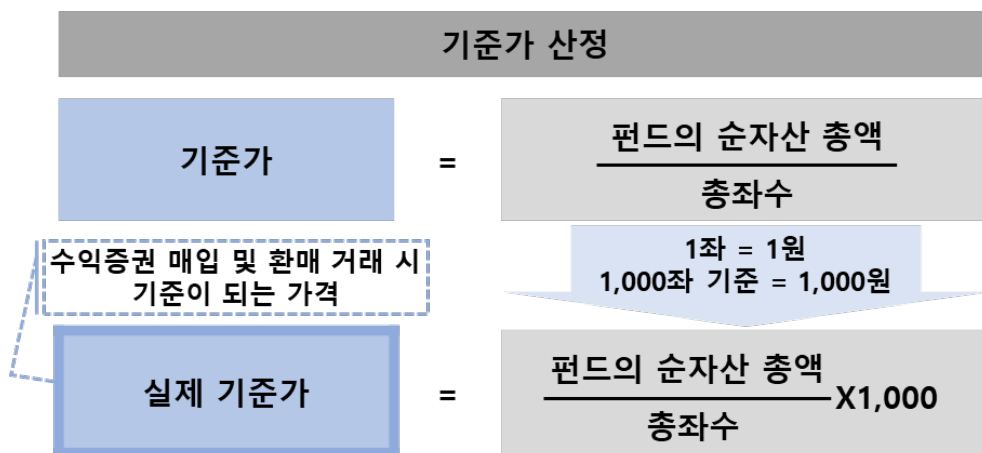 기준가 산정
기준가
=
펀드의 순자산 총액
총좌수
수익증권 매입 및 환매 거래 시
기준이 되는 가격
1좌 = 1원
1,000좌 기준 = 1,000원
실제 기준가
=
펀드의 순자산 총액
총좌수
X1,000